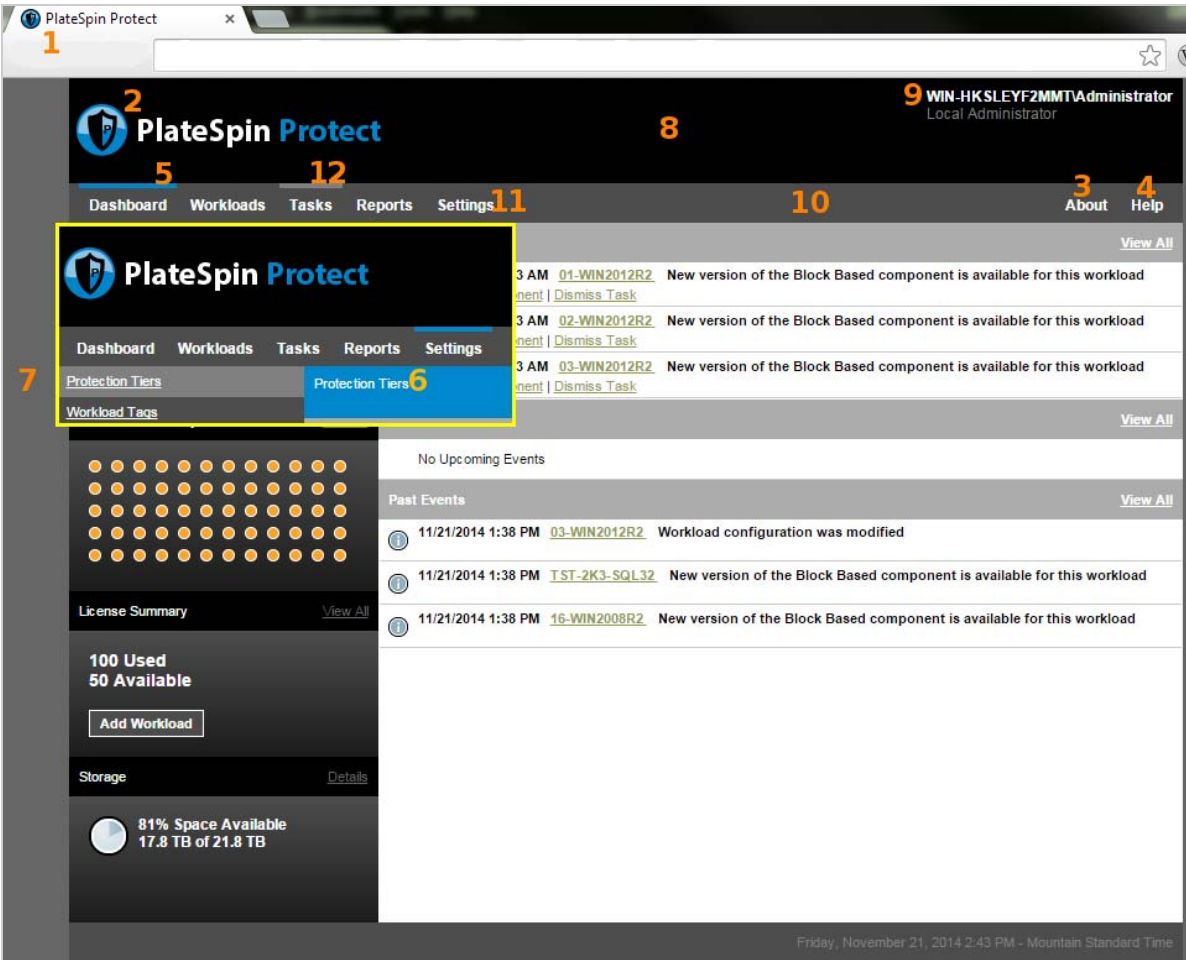 PlateSpin Protect ×
1
2
9 WIN-HKSLEYF2MMT\Administrator
Local Administrator
PlateSpin Protect
8
5 12
3 4
Dashboard Workloads Tasks Reports Settings 11 10 About Help
View All
PlateSpin Protect
3 AM 01-WIN2012R2 New version of the Block Based component is available for this workload
nent | Dismiss Task
3 AM 02-WIN2012R2 New version of the Block Based component is available for this workload
nent | Dismiss Task
Dashboard Workloads Tasks Reports Settings
3 AM 03-WIN2012R2 New version of the Block Based component is available for this workload
nent | Dismiss Task
7 Protection Tiers Protection Tiers 6
Workload Tags
View All
No Upcoming Events
Past Events View All
11/21/2014 1:38 PM 03-WIN2012R2 Workload configuration was modified
11/21/2014 1:38 PM TST-2K3-SQL32 New version of the Block Based component is available for this workload
11/21/2014 1:38 PM 16-WIN2008R2 New version of the Block Based component is available for this workload
License Summary View All
100 Used
50 Available
Add Workload
Storage Details
81% Space Available
17.8 TB of 21.8 TB
Friday, November 21, 2014 2:43 PM - Mountain Standard Time